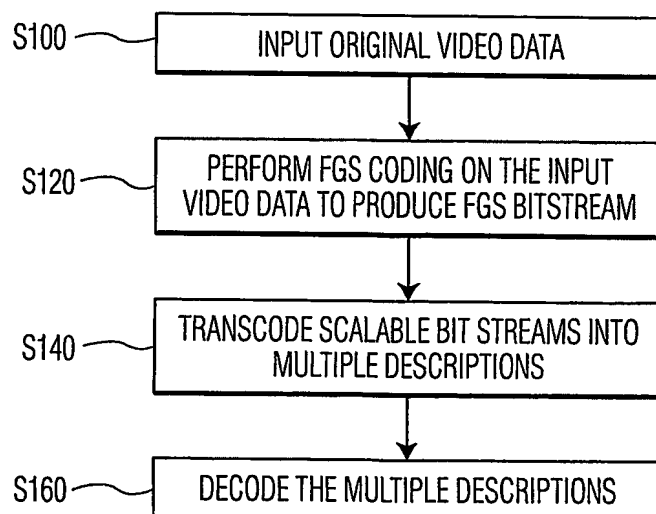 S100
INPUT ORIGINAL VIDEO DATA
S120
PERFORM FGS CODING ON THE INPUT
VIDEO DATA TO PRODUCE FGS BITSTREAM
S140
TRANSCODE SCALABLE BIT STREAMS INTO
MULTIPLE DESCRIPTIONS
S160
DECODE THE MULTIPLE DESCRIPTIONS